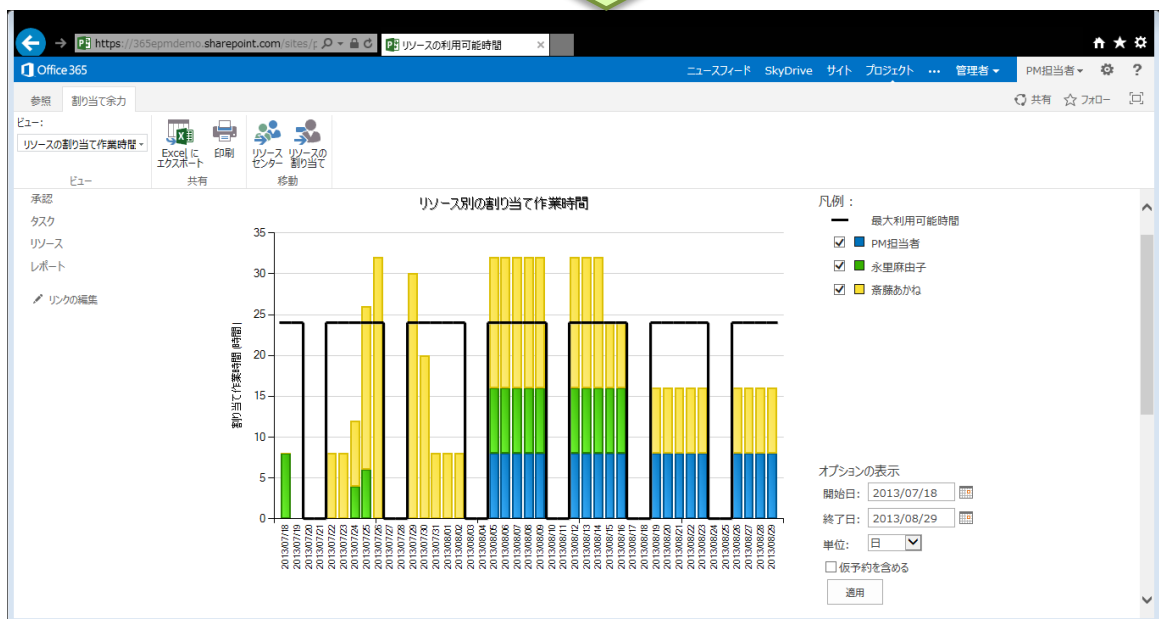 https://365epmdemo.sharepoint.com/sites/p
リソースの利用可能時間
Office 365
ニュースフィード SkyDrive サイト プロジェクト ••• 管理者 PM担当者 ?
参照 割り当て余力
共有 フォロー
ビュー:
リソースの割り当て作業時間
Excel に
エクスポート
印刷
リソース
センター
リソースの
割り当て
ビュー 共有 移動
承認
タスク
リソース
レポート
リンクの編集
リソース別の割り当て作業時間
割り当て作業時間 (時間)
35
30
25
20
15
10
5
0
2013/07/18
2013/07/19
2013/07/20
2013/07/21
2013/07/22
2013/07/23
2013/07/24
2013/07/25
2013/07/26
2013/07/27
2013/07/28
2013/07/29
2013/07/30
2013/07/31
2013/08/01
2013/08/02
2013/08/03
2013/08/04
2013/08/05
2013/08/06
2013/08/07
2013/08/08
2013/08/09
2013/08/10
2013/08/11
2013/08/12
2013/08/13
2013/08/14
2013/08/15
2013/08/16
2013/08/17
2013/08/18
2013/08/19
2013/08/20
2013/08/21
2013/08/22
2013/08/23
2013/08/24
2013/08/25
2013/08/26
2013/08/27
2013/08/28
2013/08/29
凡例 :
最大利用可能時間
PM担当者
永里麻由子
斎藤あかね
オプションの表示
開始日: 2013/07/18
終了日: 2013/08/29
単位: 日
仮予約を含める
適用